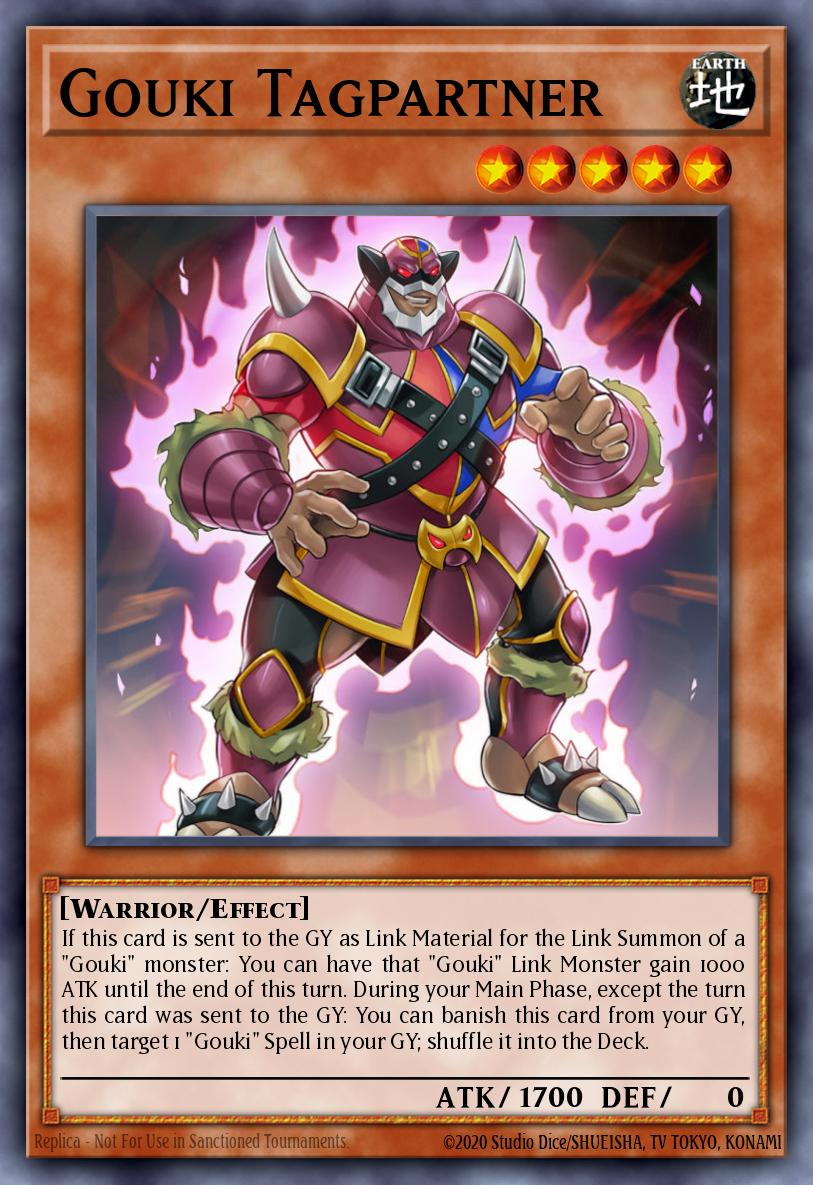 Gouki Tagpartner
EARTH
地
[Warrior/Effect]
If this card is sent to the GY as Link Material for the Link Summon of a
"Gouki" monster: You can have that "Gouki" Link Monster gain 1000
ATK until the end of this turn. During your Main Phase, except the turn
this card was sent to the GY: You can banish this card from your GY,
then target 1 "Gouki" Spell in your GY; shuffle it into the Deck.
ATK/ 1700 DEF/ 0
Replica - Not For Use in Sanctioned Tournaments.
©2020 Studio Dice/SHUEISHA, TV TOKYO, KONAMI